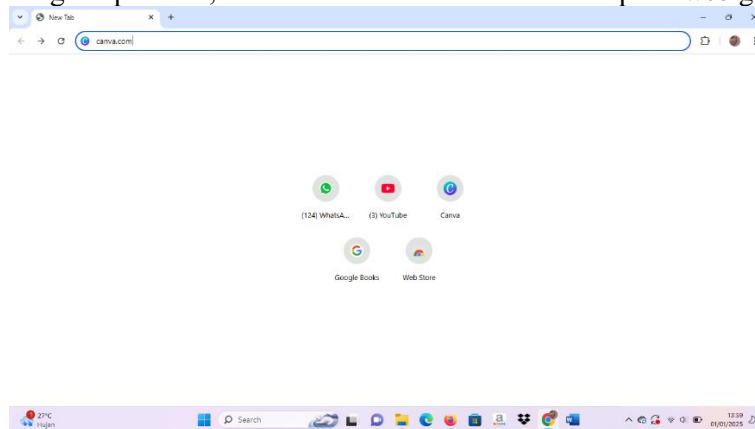 New Tab
canva.com
(124) WhatsA...
(3) YouTube
Canva
Google Books
Web Store
27°C
Hujan
Search
13:59
01/01/2025